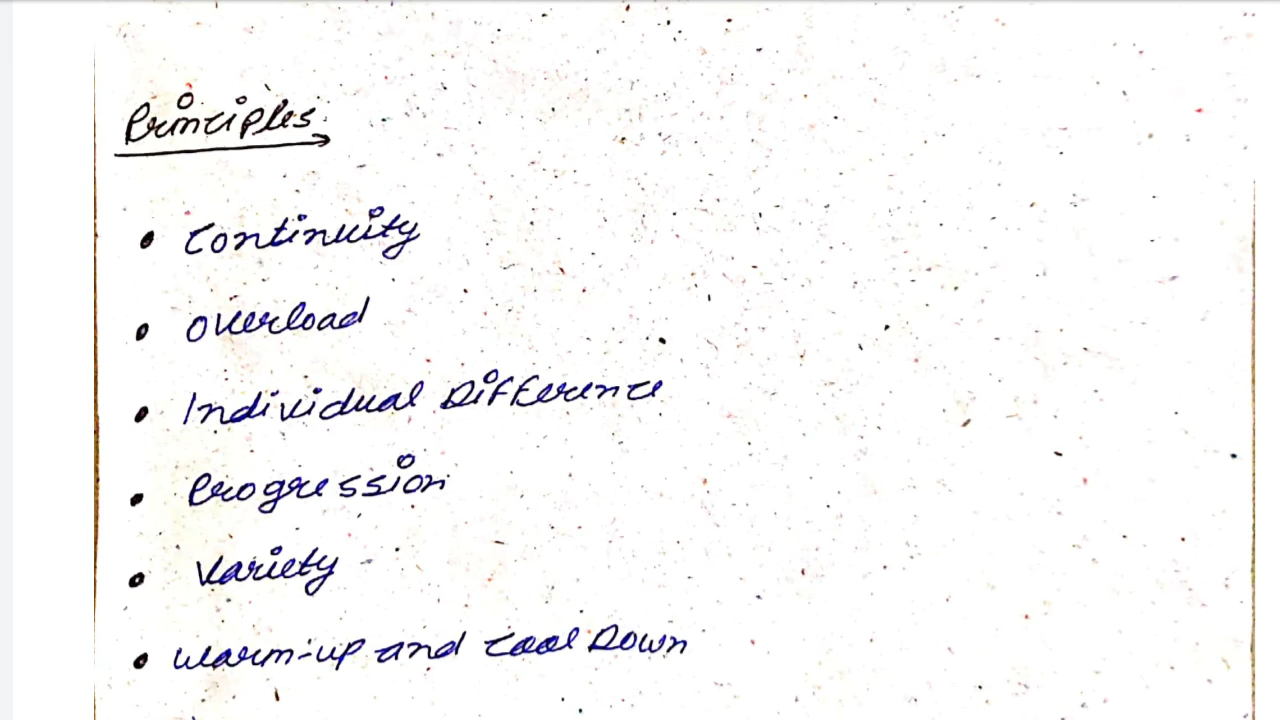 Principles
• Continuity
• Overload
• Individual Difference
• Progression
• Variety
• Warm-up and Cool Down